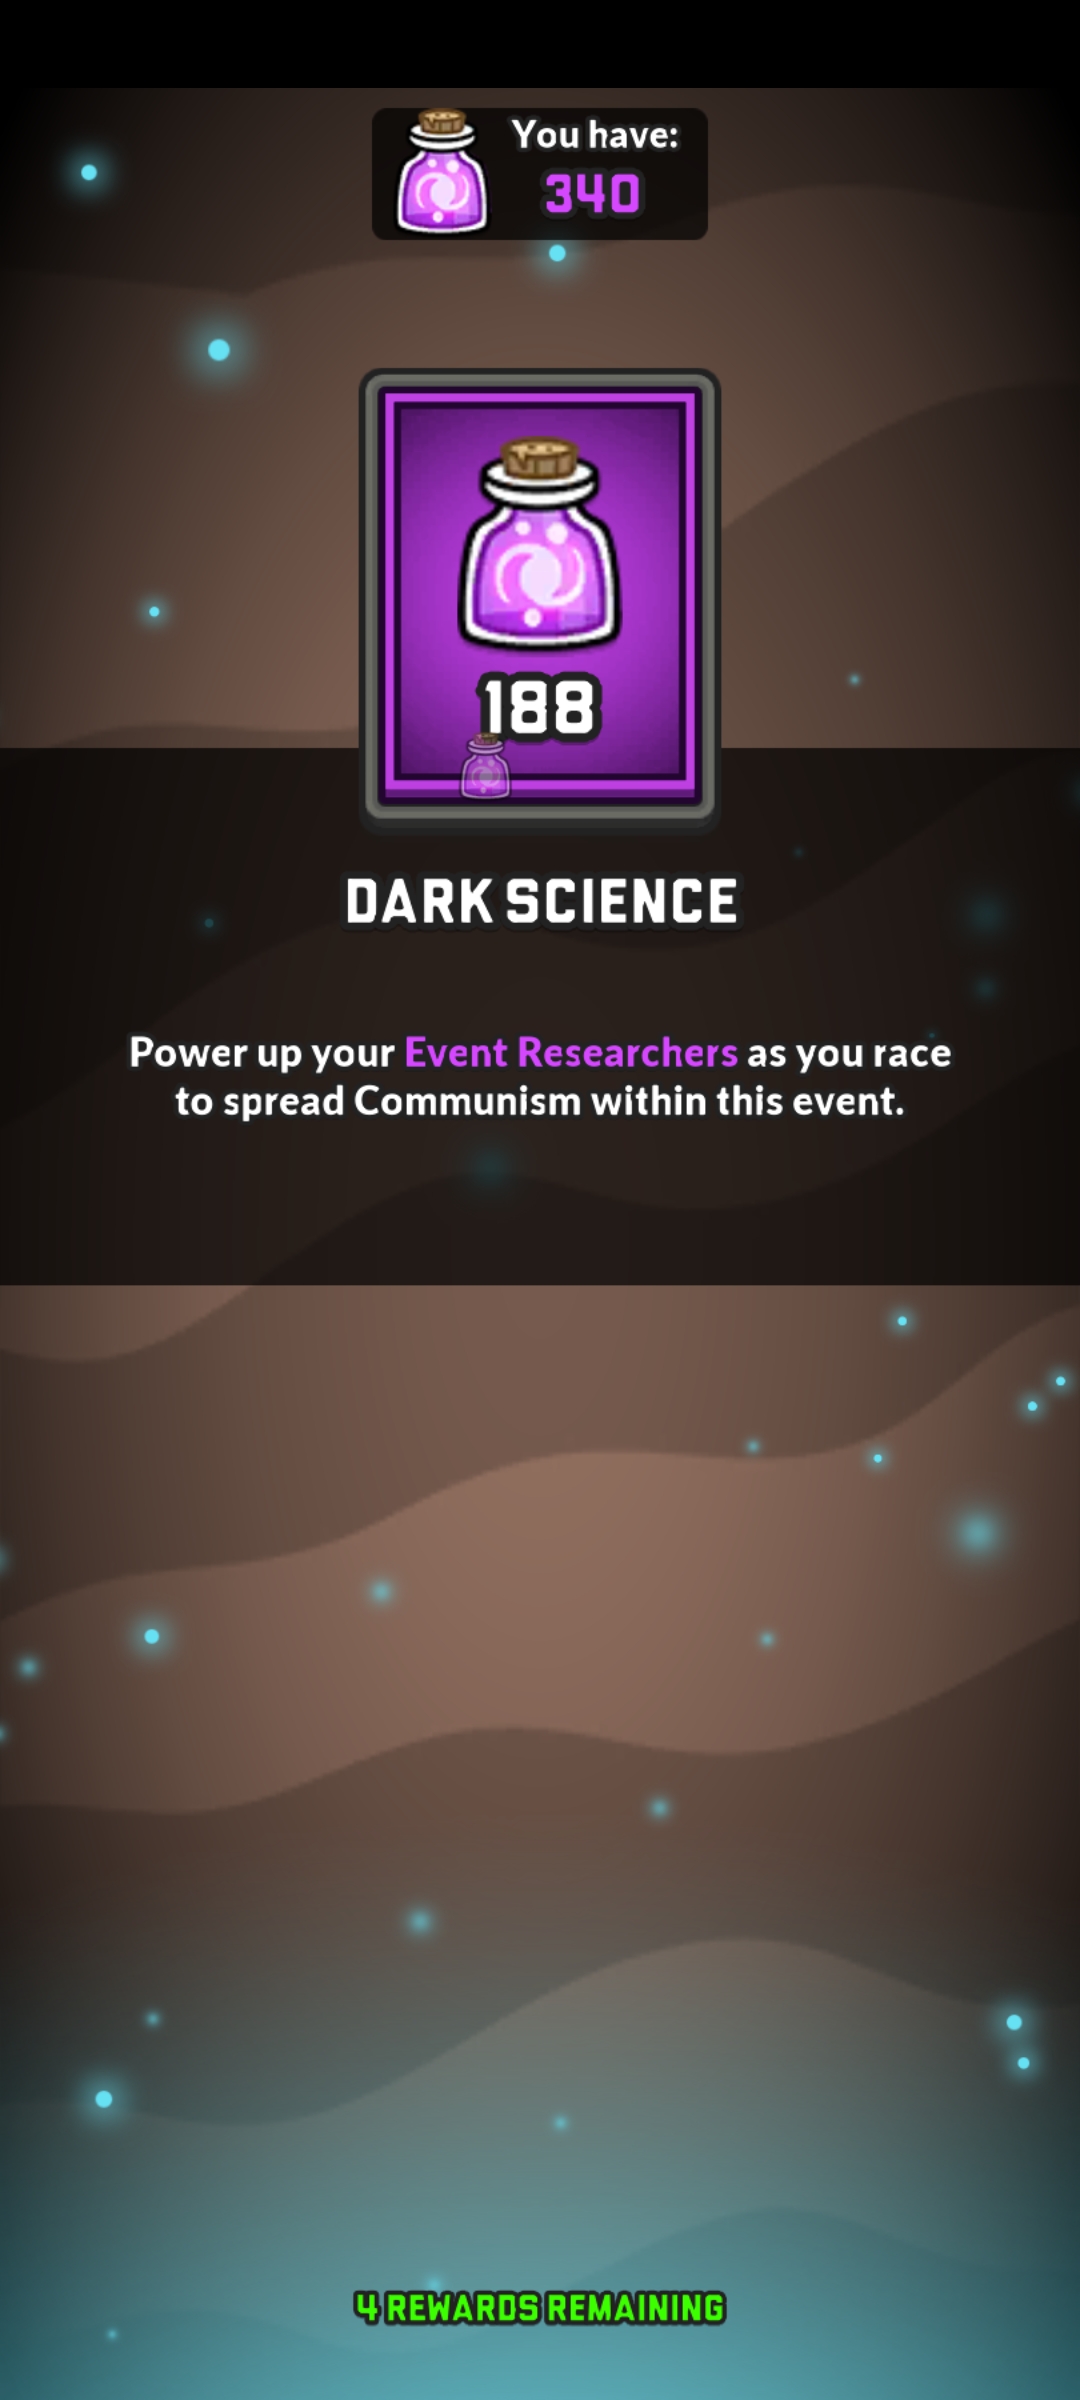 You have:
340
188
DARK SCIENCE
Power up your Event Researchers as you race
to spread Communism within this event.
4 REWARDS REMAINING